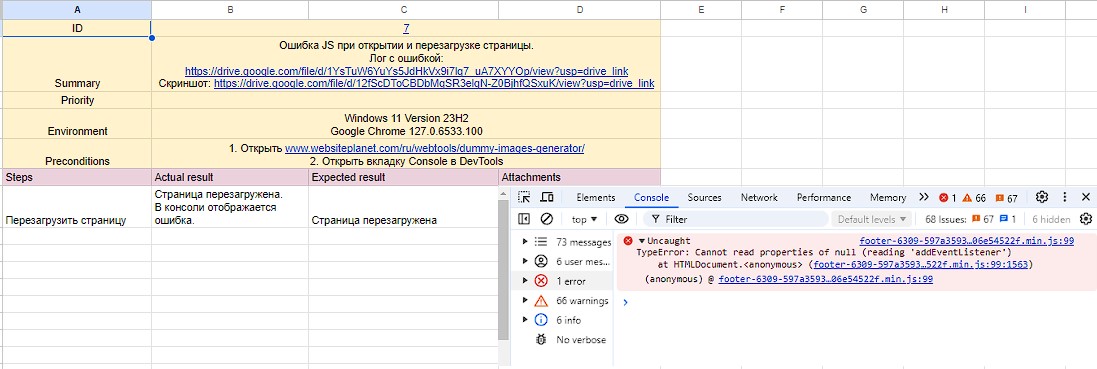 A B C D E F G H I
ID 7
Summary
Ошибка JS при открытии и перезагрузке страницы.
Лог с ошибкой:
https://drive.google.com/file/d/1YsTuW6YuYs5JdHkVx9i7lq7_uA7XYYOp/view?usp=drive_link
Скриншот: https://drive.google.com/file/d/12fScDToCBDbMqSR3elqN-Z0BjhfQSxuK/view?usp=drive_link
Priority
Environment
Windows 11 Version 23H2
Google Chrome 127.0.6533.100
Preconditions
1. Открыть www.websiteplanet.com/ru/webtools/dummy-images-generator/
2. Открыть вкладку Console в DevTools
Steps Actual result Expected result Attachments
Перезагрузить страницу
Страница перезагружена.
В консоли отображается
ошибка.
Страница перезагружена
Elements Console Sources Network Performance Memory 1 66 67
top Filter Default levels 68 Issues: 67 1 6 hidden
73 messages
6 user mes...
1 error
66 warnings
6 info
No verbose
Uncaught footer-6309-597a3593…06e54522f.min.js:99
TypeError: Cannot read properties of null (reading 'addEventListener')
at HTMLDocument.<anonymous> (footer-6309-597a3593…522f.min.js:99:1563)
(anonymous) @ footer-6309-597a3593…06e54522f.min.js:99